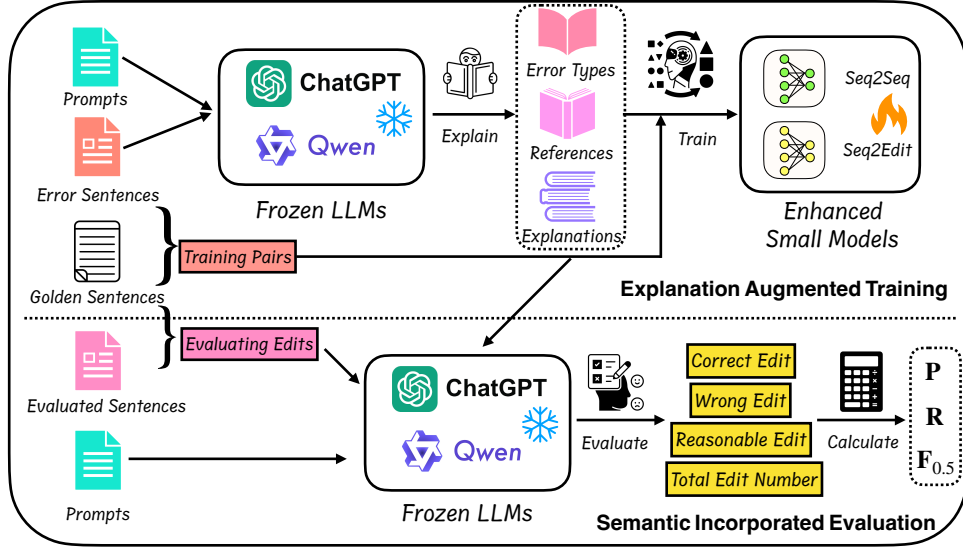 Prompts
Error Sentences
Golden Sentences
ChatGPT
Qwen
Frozen LLMs
Explain
Error Types
References
Explanations
Train
Seq2Seq
Seq2Edit
Enhanced
Small Models
Training Pairs
Explanation Augmented Training
Evaluating Edits
Evaluated Sentences
Prompts
ChatGPT
Qwen
Frozen LLMs
Evaluate
Correct Edit
Wrong Edit
Reasonable Edit
Total Edit Number
Calculate
P
R
F0.5
Semantic Incorporated Evaluation